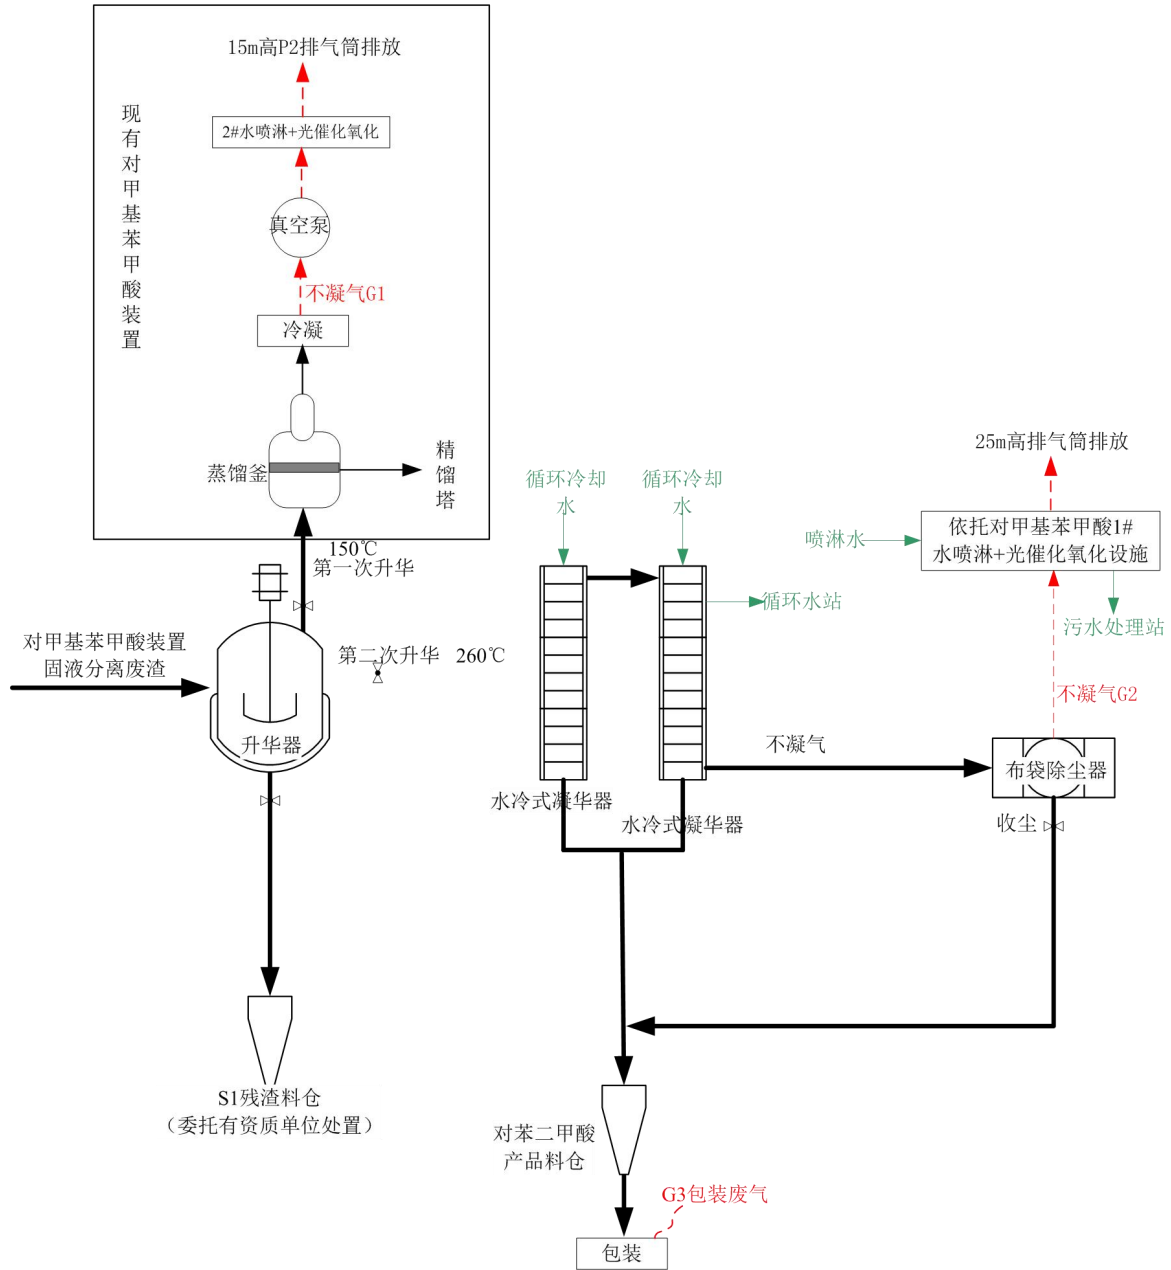 15m高P2排气筒排放
现有对甲基苯甲酸装置
2#水喷淋+光催化氧化
真空泵
不凝气G1
冷凝
蒸馏釜
精馏塔
150℃
第一次升华
对甲基苯甲酸装置
固液分离废渣
第二次升华 260℃
升华器
S1残渣料仓
（委托有资质单位处置）
循环冷却
水
循环冷却
水
循环水站
水冷式凝华器
水冷式凝华器
不凝气
25m高排气筒排放
喷淋水
依托对甲基苯甲酸1#
水喷淋+光催化氧化设施
污水处理站
不凝气G2
布袋除尘器
收尘
对苯二甲酸
产品料仓
G3包装废气
包装